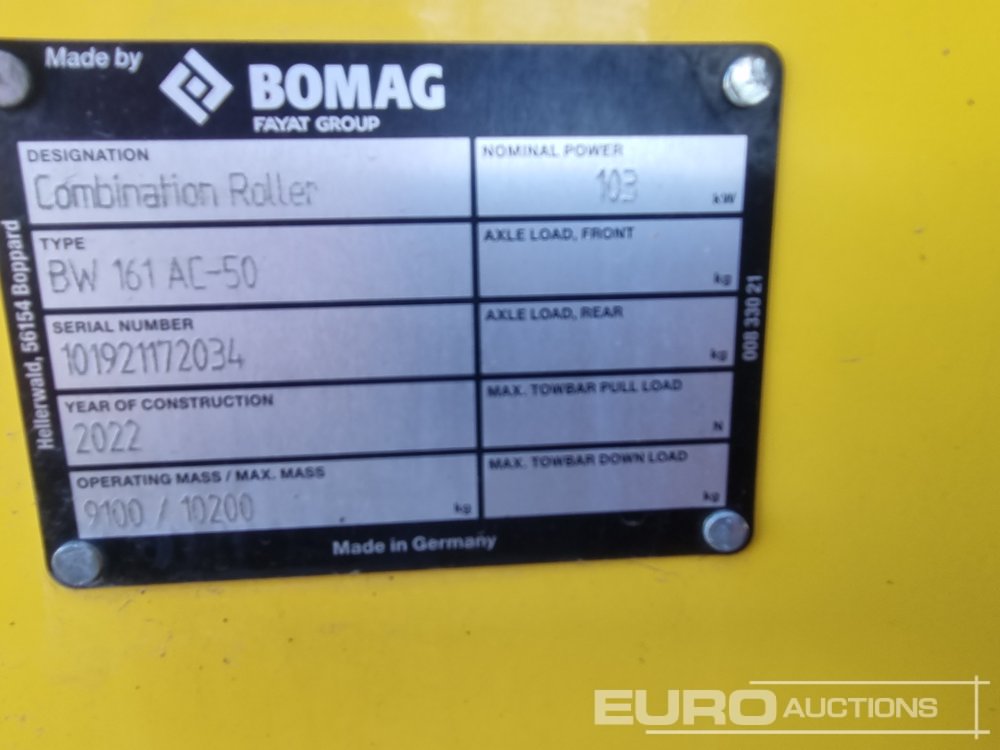 Made by
BOMAG
FAYAT GROUP
DESIGNATION
Combination Roller
NOMINAL POWER
103 kW
TYPE
BW 161 AC-50
AXLE LOAD, FRONT
kg
SERIAL NUMBER
101921172034
AXLE LOAD, REAR
kg
YEAR OF CONSTRUCTION
2022
MAX. TOWBAR PULL LOAD
N
OPERATING MASS / MAX. MASS
9100 / 10200 kg
MAX. TOWBAR DOWN LOAD
kg
Made in Germany
Hellerwald, 56154 Boppard
008 330 21
EURO AUCTIONS